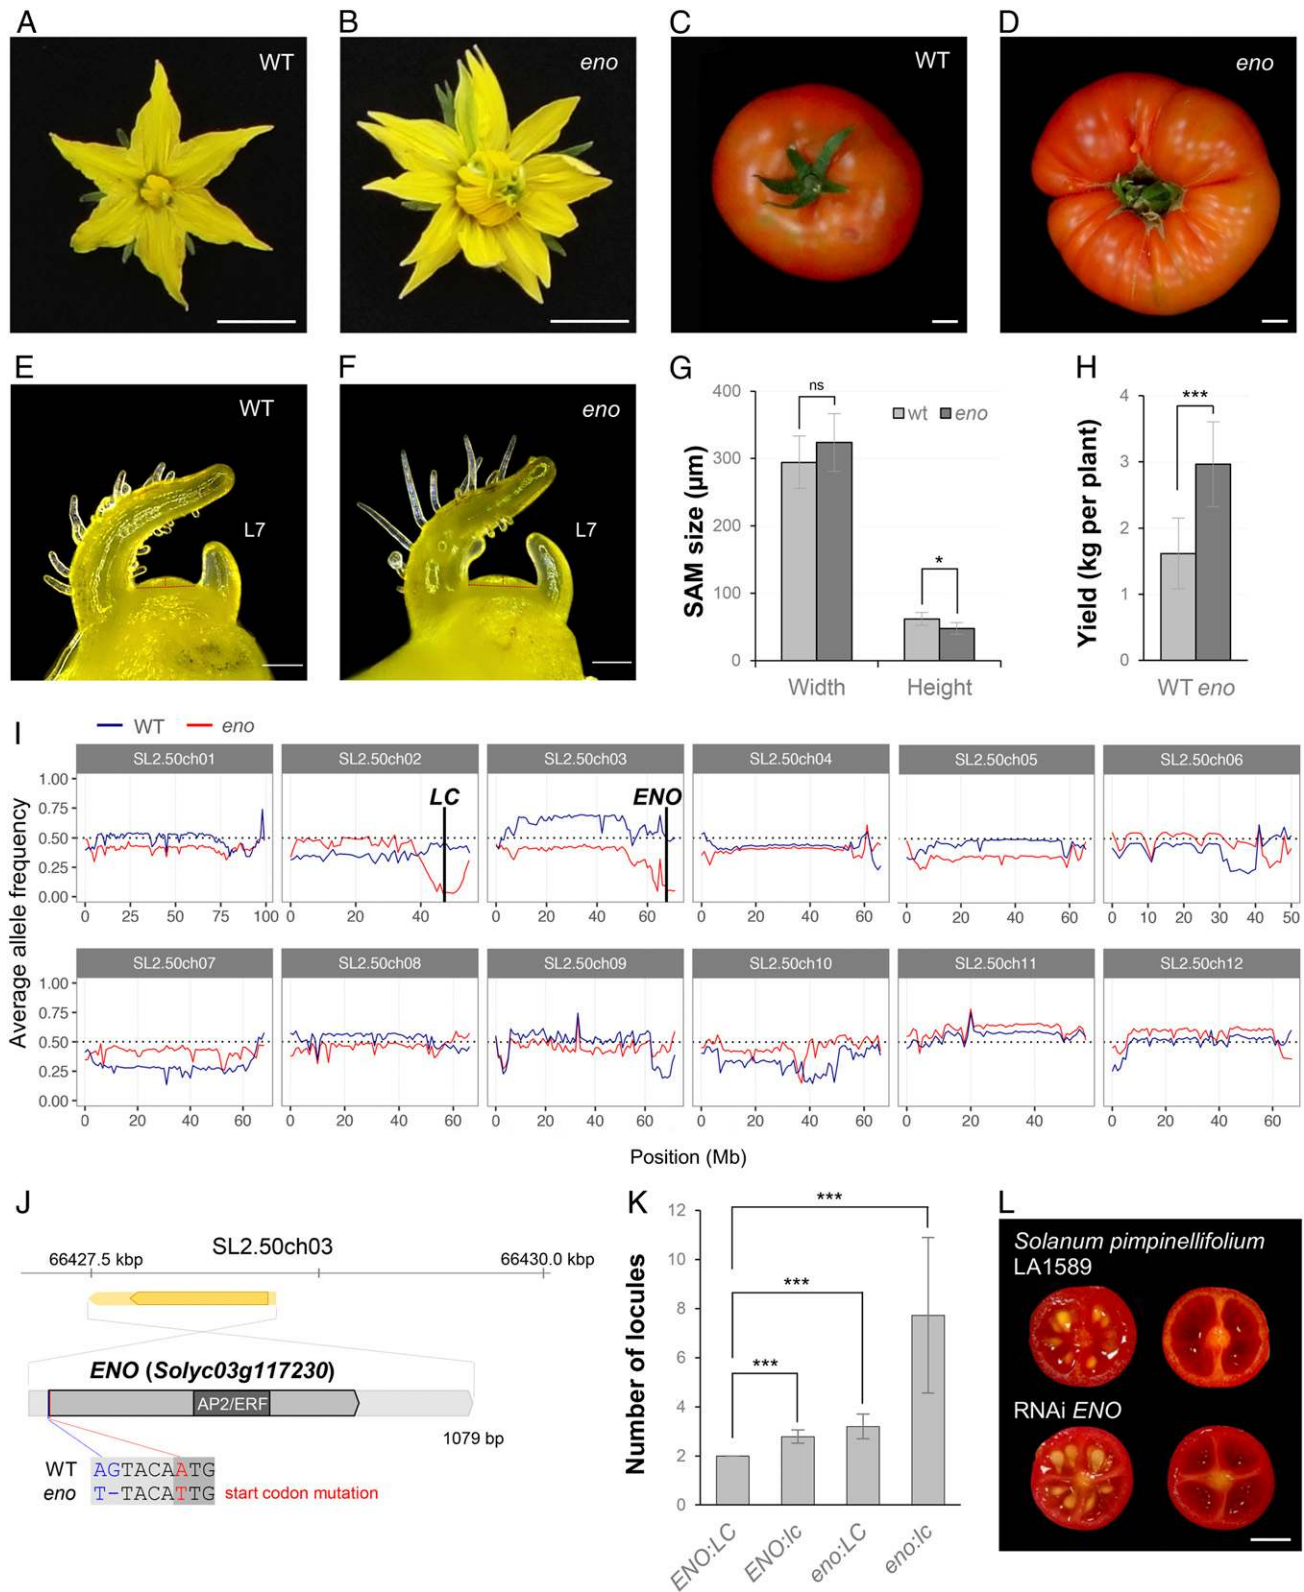 A
B
C
D
WT
eno
WT
eno
E
F
G
H
WT
eno
L7
L7
SAM size (µm)
400
300
200
100
0
ns
*
wt
eno
Width
Height
Yield (kg per plant)
4
3
2
1
0
***
WT eno
I
WT
eno
Average allele frequency
SL2.50ch01
SL2.50ch02
SL2.50ch03
SL2.50ch04
SL2.50ch05
SL2.50ch06
1.00
0.75
0.50
0.25
0.00
LC
ENO
0 25 50 75 100
0 20 40 60
0 20 40 60
0 20 40 60
0 20 40 60
0 10 20 30 40 50
SL2.50ch07
SL2.50ch08
SL2.50ch09
SL2.50ch10
SL2.50ch11
SL2.50ch12
1.00
0.75
0.50
0.25
0.00
0 20 40 60
0 20 40 60
0 20 40 60
0 20 40 60
0 20 40
0 20 40 60
Position (Mb)
J
SL2.50ch03
66427.5 kbp
66430.0 kbp
ENO (Solyc03g117230)
AP2/ERF
1079 bp
WT AGTACAATG
eno T-TACATTG start codon mutation
K
Number of locules
12
10
8
6
4
2
0
***
***
***
ENO:LC
ENO:lc
eno:LC
eno:lc
L
Solanum pimpinellifolium
LA1589
RNAi ENO